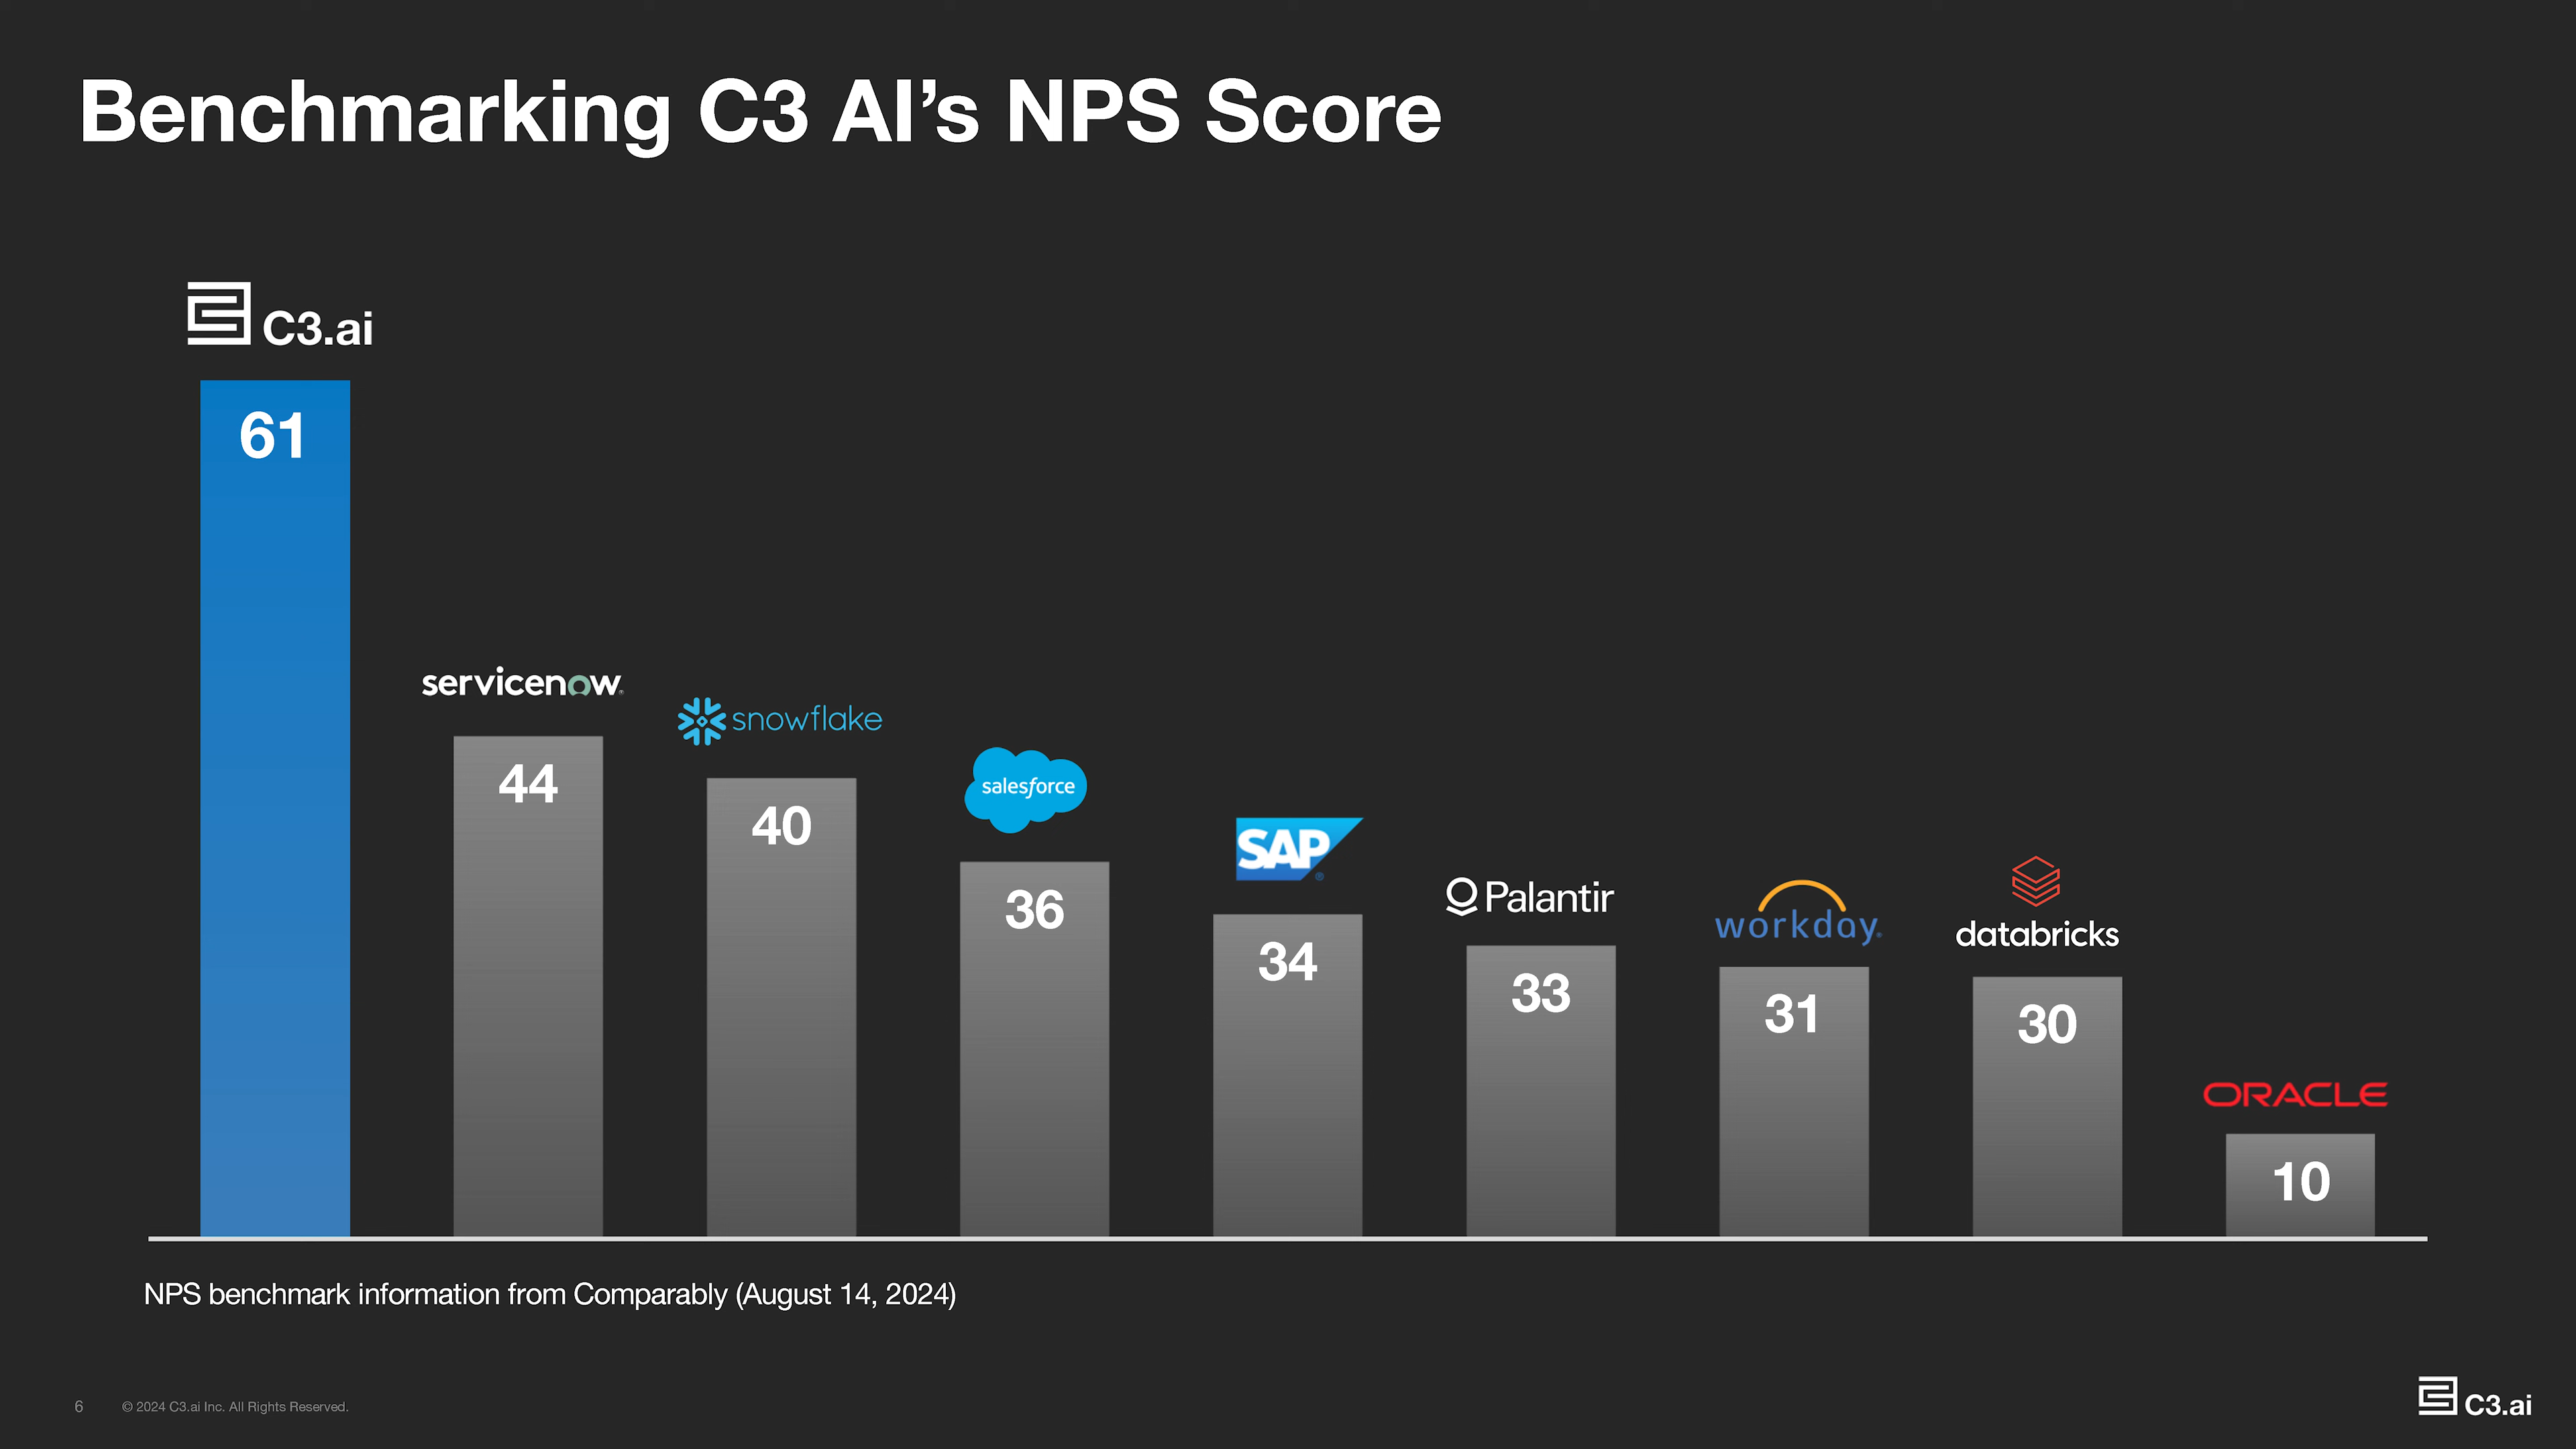 Benchmarking C3 AI’s NPS Score
C3.ai
61
servicenow
44
snowflake
40
salesforce
36
SAP
34
Palantir
33
workday
31
databricks
30
ORACLE
10
NPS benchmark information from Comparably (August 14, 2024)
6 © 2024 C3.ai Inc. All Rights Reserved.
C3.ai